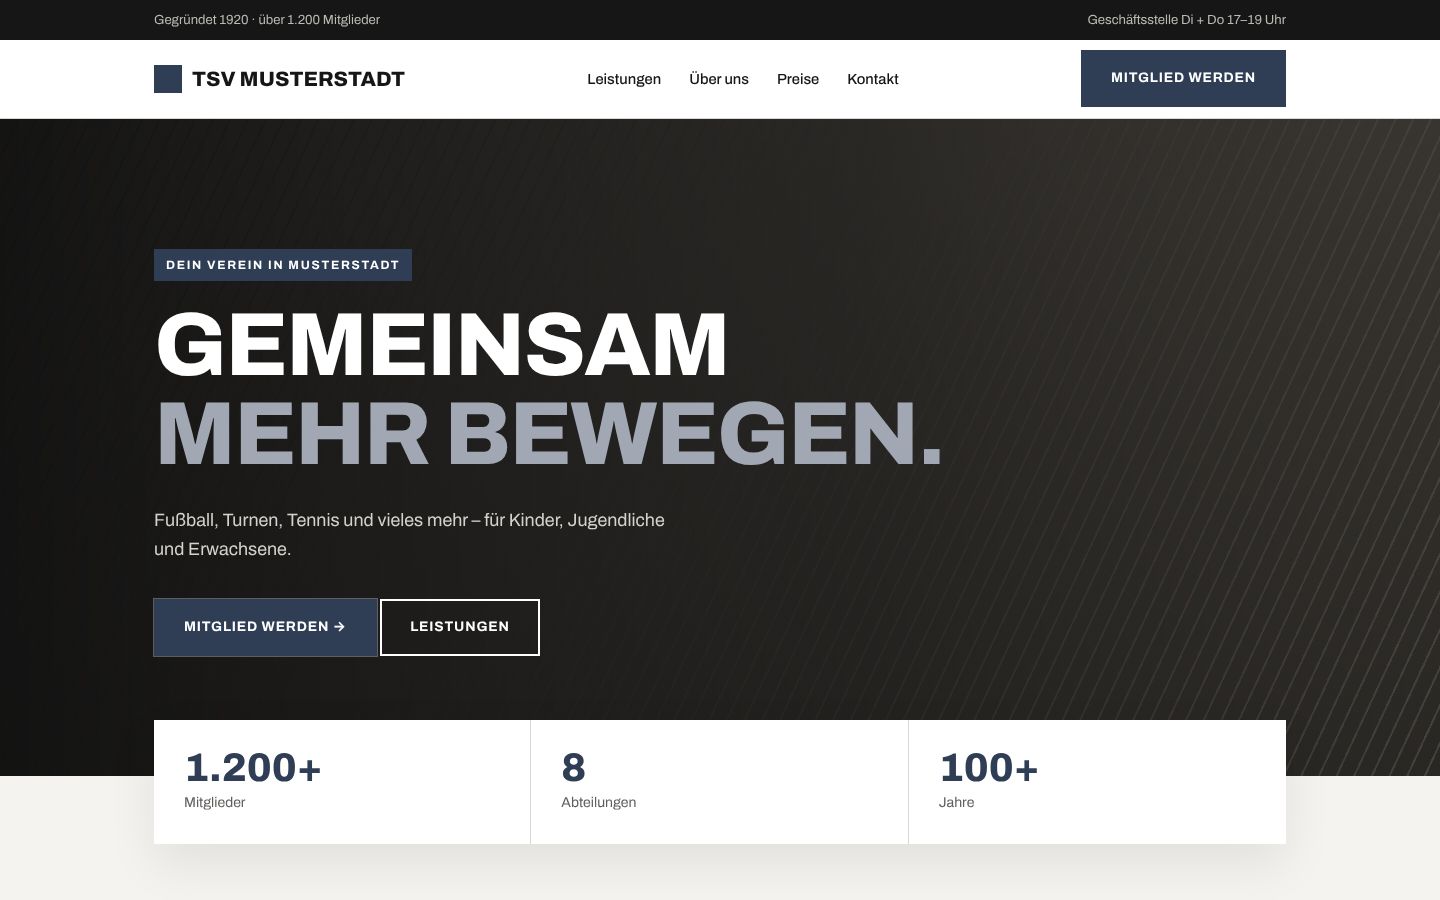 Gegründet 1920 · über 1.200 Mitglieder
Geschäftsstelle Di + Do 17–19 Uhr
TSV MUSTERSTADT
Leistungen
Über uns
Preise
Kontakt
MITGLIED WERDEN
DEIN VEREIN IN MUSTERSTADT
GEMEINSAM
MEHR BEWEGEN.
Fußball, Turnen, Tennis und vieles mehr – für Kinder, Jugendliche
und Erwachsene.
MITGLIED WERDEN →
LEISTUNGEN
1.200+
Mitglieder
8
Abteilungen
100+
Jahre